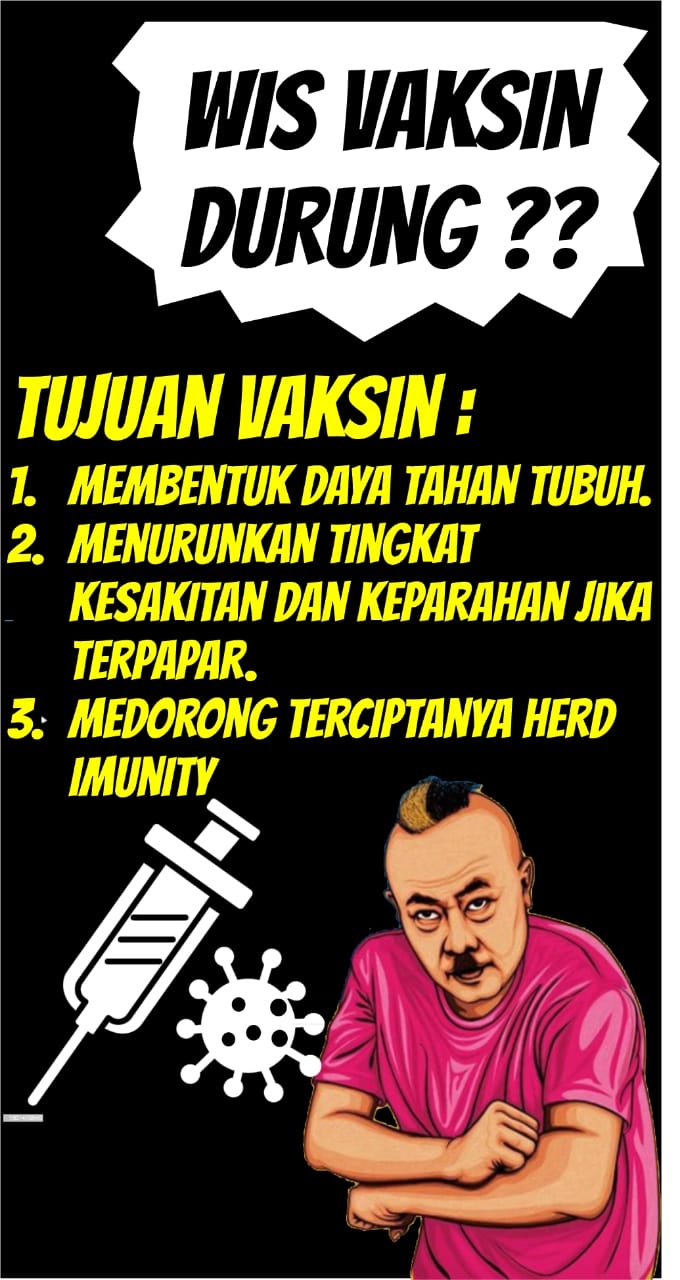 WIS VAKSIN
DURUNG ??
TUJUAN VAKSIN :
1. MEMBENTUK DAYA TAHAN TUBUH.
2. MENURUNKAN TINGKAT
KESAKITAN DAN KEPARAHAN JIKA
TERPAPAR.
3. MEDORONG TERCIPTANYA HERD
IMUNITY